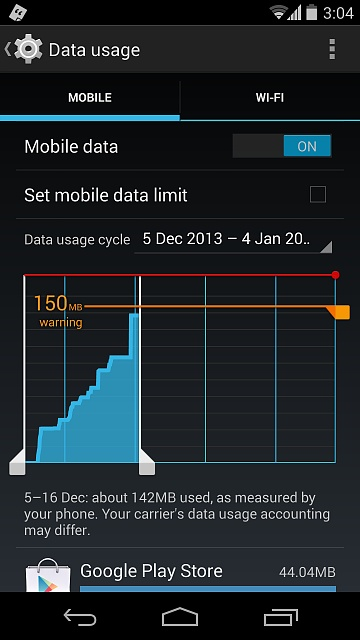 3:04
Data usage
MOBILE
WI-FI
Mobile data
ON
Set mobile data limit
Data usage cycle
5 Dec 2013 – 4 Jan 20..
150 MB
warning
5–16 Dec: about 142MB used, as measured by
your phone. Your carrier's data usage accounting
may differ.
Google Play Store
44.04MB